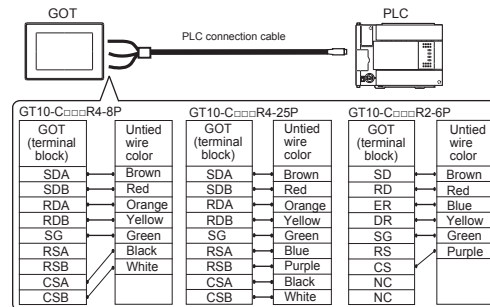 GOT
PLC
PLC connection cable
GT10-C□□□R4-8P
GOT (terminal block) Untied wire color
SDA Brown
SDB Red
RDA Orange
RDB Yellow
SG Green
RSA Black
RSB White
CSA
CSB
GT10-C□□□R4-25P
GOT (terminal block) Untied wire color
SDA Brown
SDB Red
RDA Orange
RDB Yellow
SG Green
RSA Blue
RSB Purple
CSA Black
CSB White
GT10-C□□□R2-6P
GOT (terminal block) Untied wire color
SD Brown
RD Red
ER Blue
DR Yellow
SG Green
RS Purple
CS
NC
NC